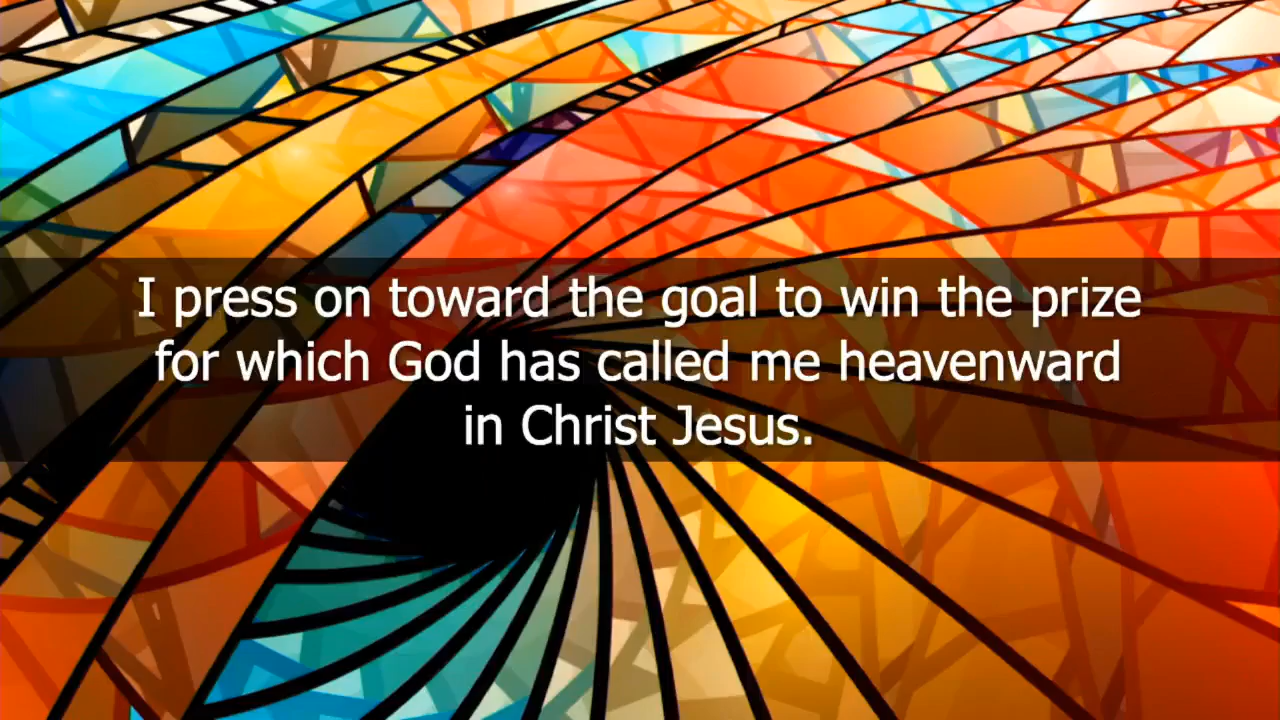 I press on toward the goal to win the prize
for which God has called me heavenward
in Christ Jesus.